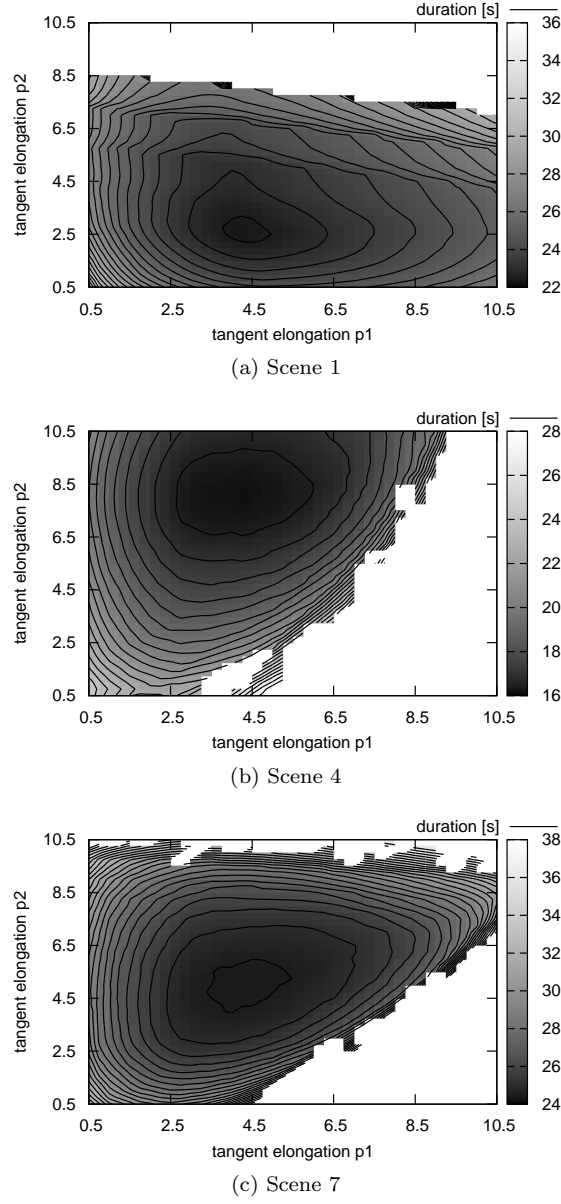 duration [s]
tangent elongation p2
10.5
8.5
6.5
4.5
2.5
0.5
0.5 2.5 4.5 6.5 8.5 10.5
tangent elongation p1
36
34
32
30
28
26
24
22
(a) Scene 1
duration [s]
tangent elongation p2
10.5
8.5
6.5
4.5
2.5
0.5
0.5 2.5 4.5 6.5 8.5 10.5
tangent elongation p1
28
26
24
22
20
18
16
(b) Scene 4
duration [s]
tangent elongation p2
10.5
8.5
6.5
4.5
2.5
0.5
0.5 2.5 4.5 6.5 8.5 10.5
tangent elongation p1
38
36
34
32
30
28
26
24
(c) Scene 7